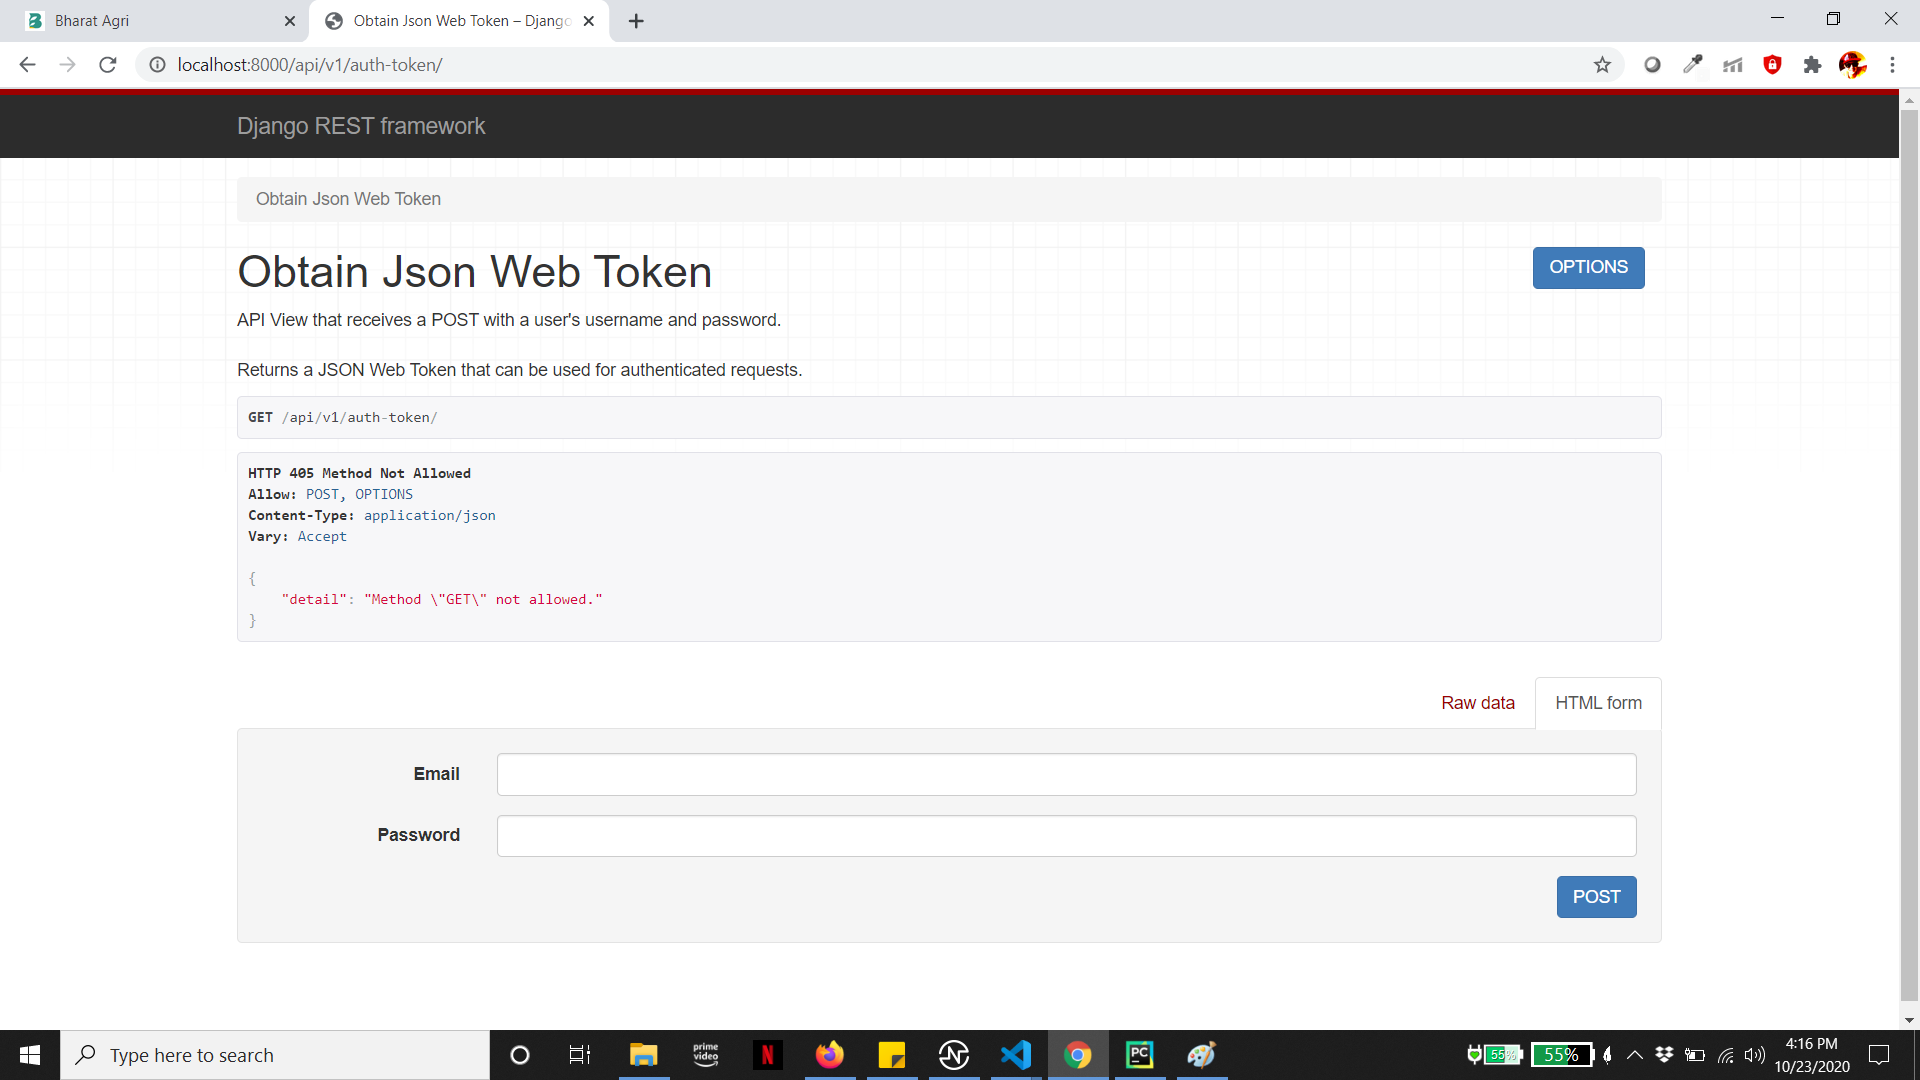 Bharat Agri
Obtain Json Web Token – Django
localhost:8000/api/v1/auth-token/
Django REST framework
Obtain Json Web Token
Obtain Json Web Token
OPTIONS
API View that receives a POST with a user's username and password.
Returns a JSON Web Token that can be used for authenticated requests.
GET /api/v1/auth-token/
HTTP 405 Method Not Allowed
Allow: POST, OPTIONS
Content-Type: application/json
Vary: Accept
{
"detail": "Method \"GET\" not allowed."
}
Raw data
HTML form
Email
Password
POST
Type here to search
prime video
N
PC
55%
55%
4:16 PM
10/23/2020